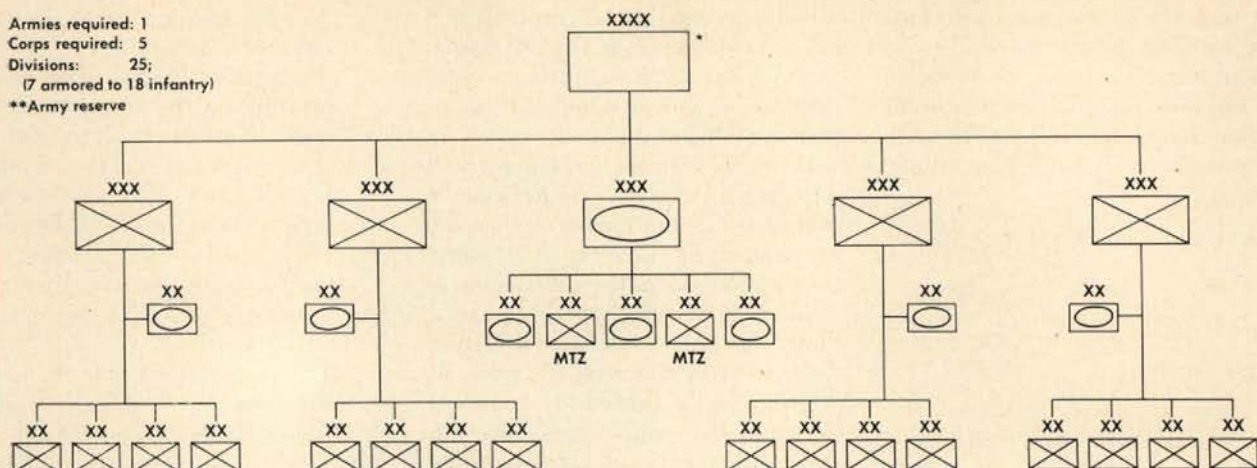 Armies required: 1
Corps required: 5
Divisions: 25;
(7 armored to 18 infantry)
**Army reserve
XXXX
*
XXX XXX XXX XXX XXX
XX XX XX XX XX XX XX XX XX
MTZ MTZ
XX XX XX XX XX XX XX XX XX XX XX XX XX XX XX XX